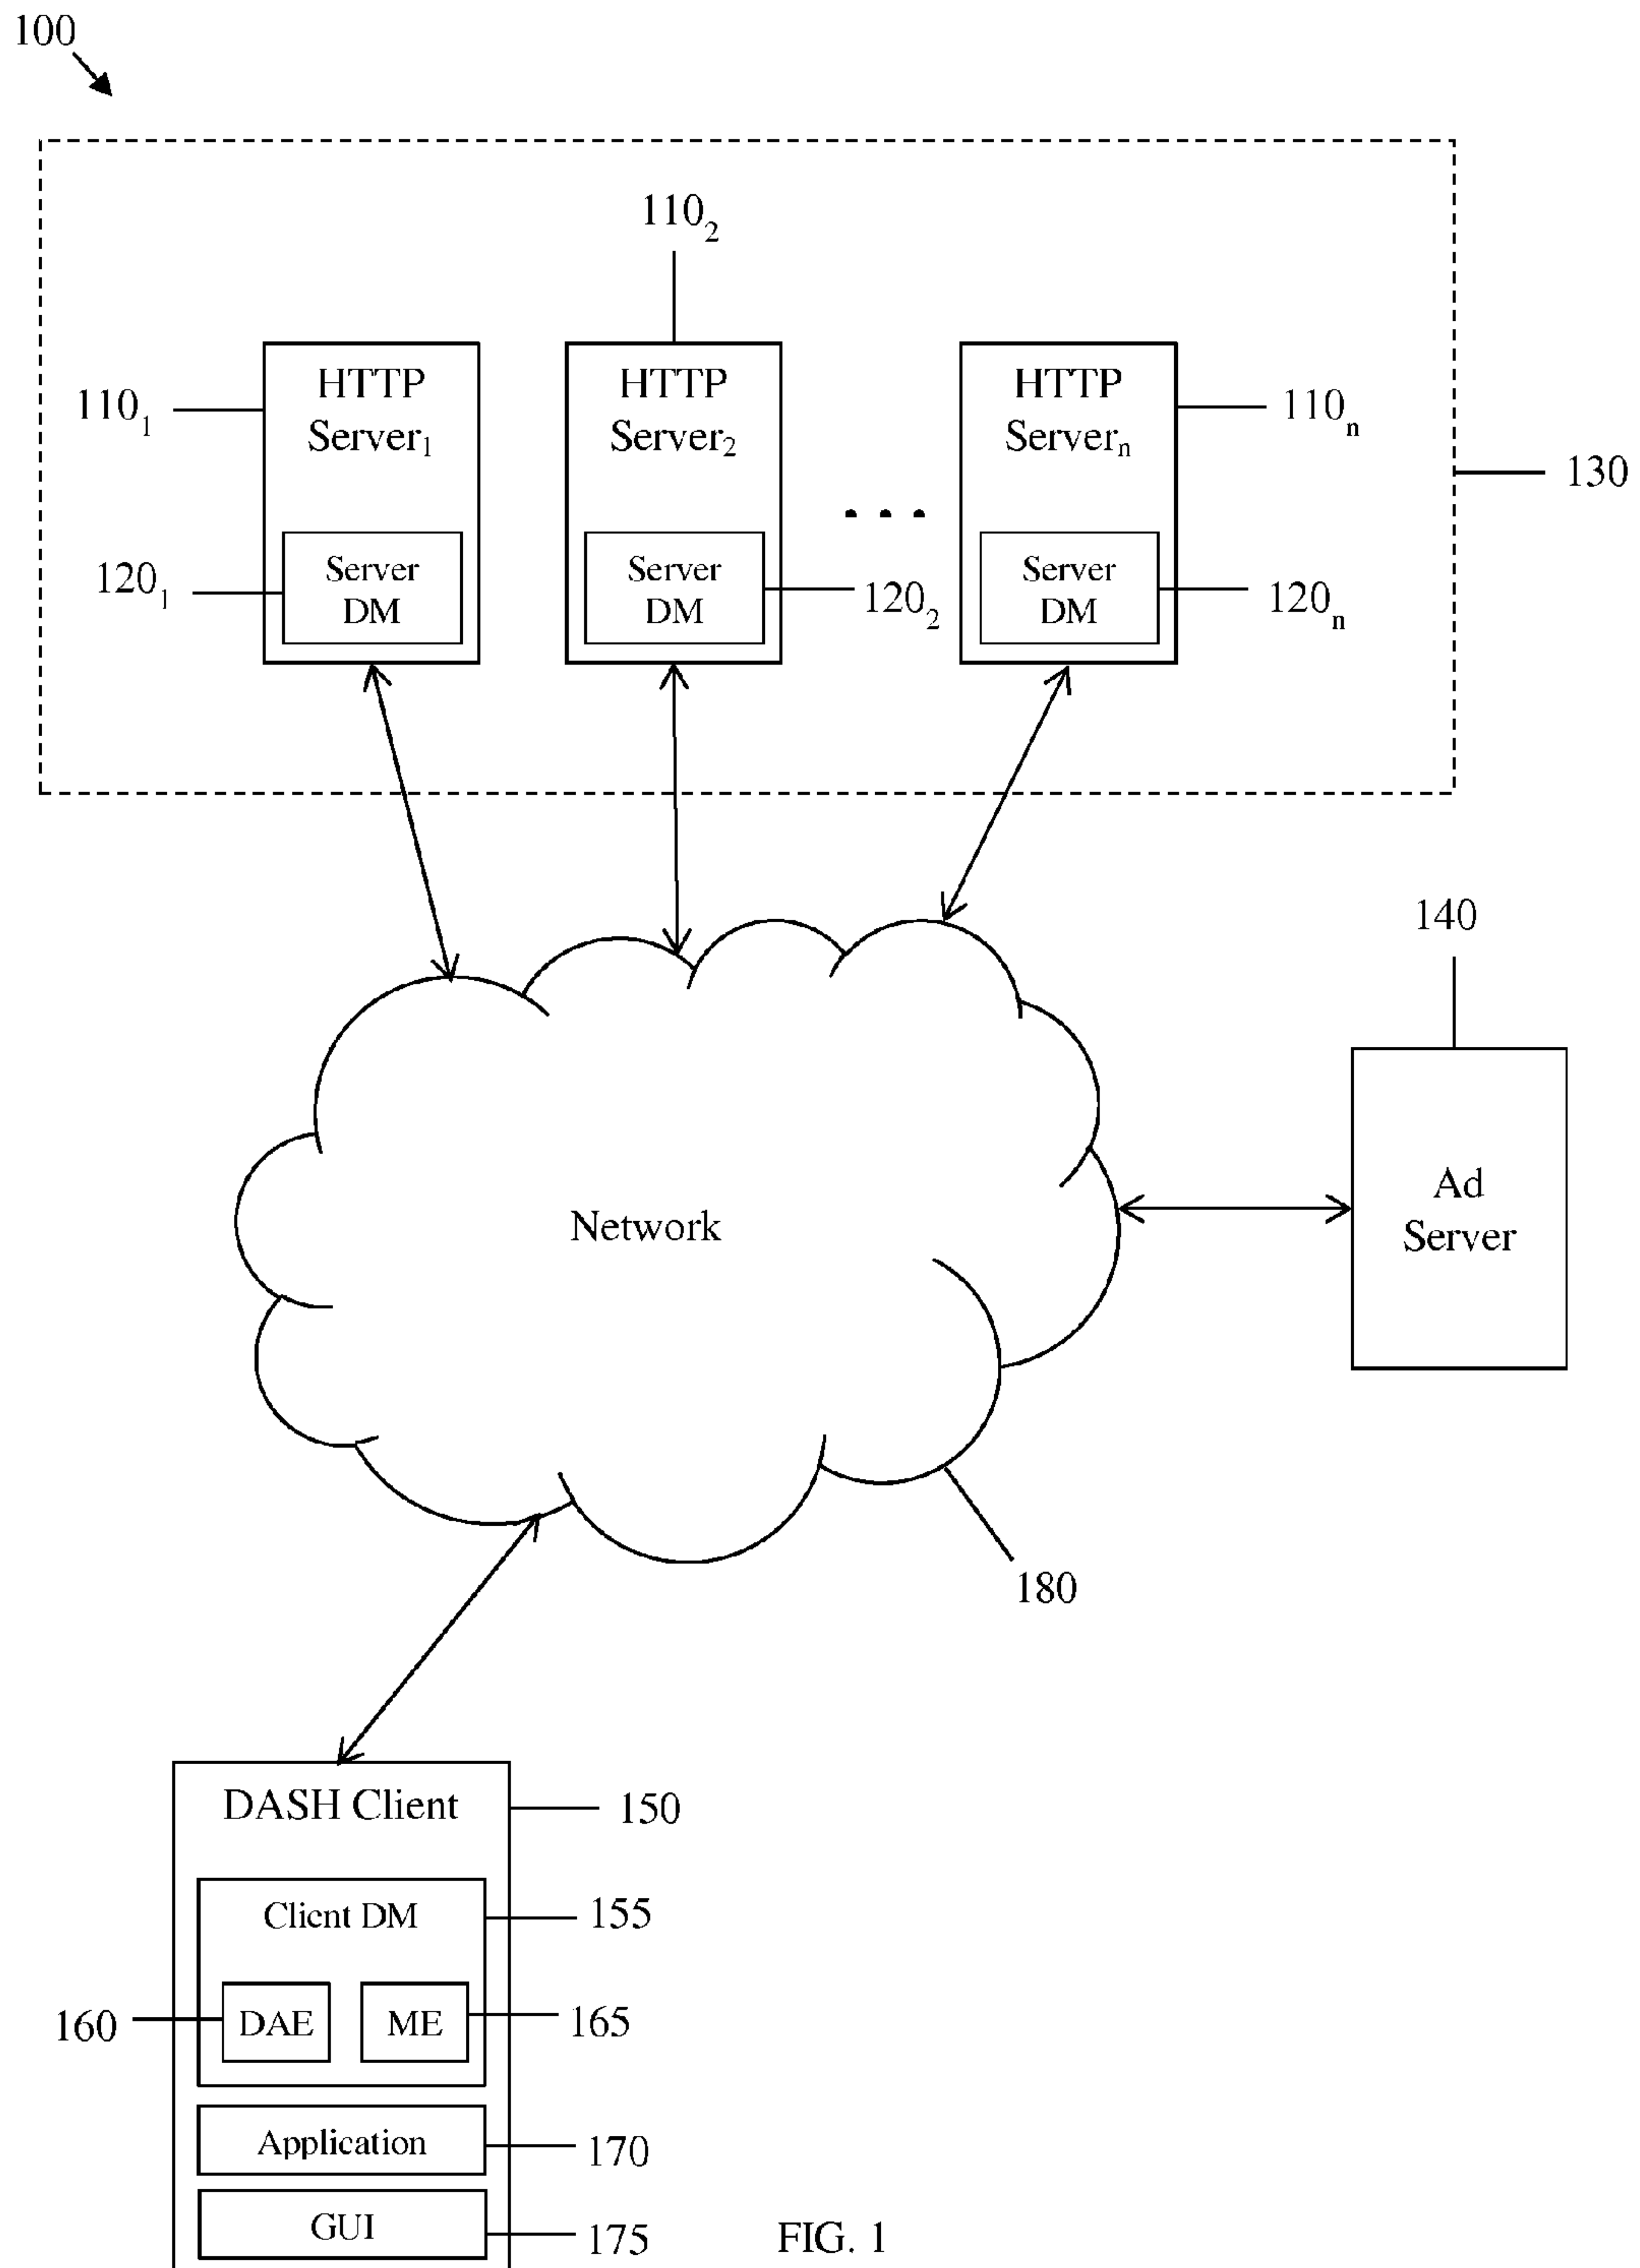 100
110₂
HTTP
Server₁
HTTP
Server₂
HTTP
Serverₙ
110₁
110ₙ
130
. . .
Server
DM
Server
DM
Server
DM
120₁
120₂
120ₙ
140
Network
Ad
Server
180
DASH Client
150
Client DM
155
160
DAE
ME
165
Application
170
GUI
175
FIG. 1